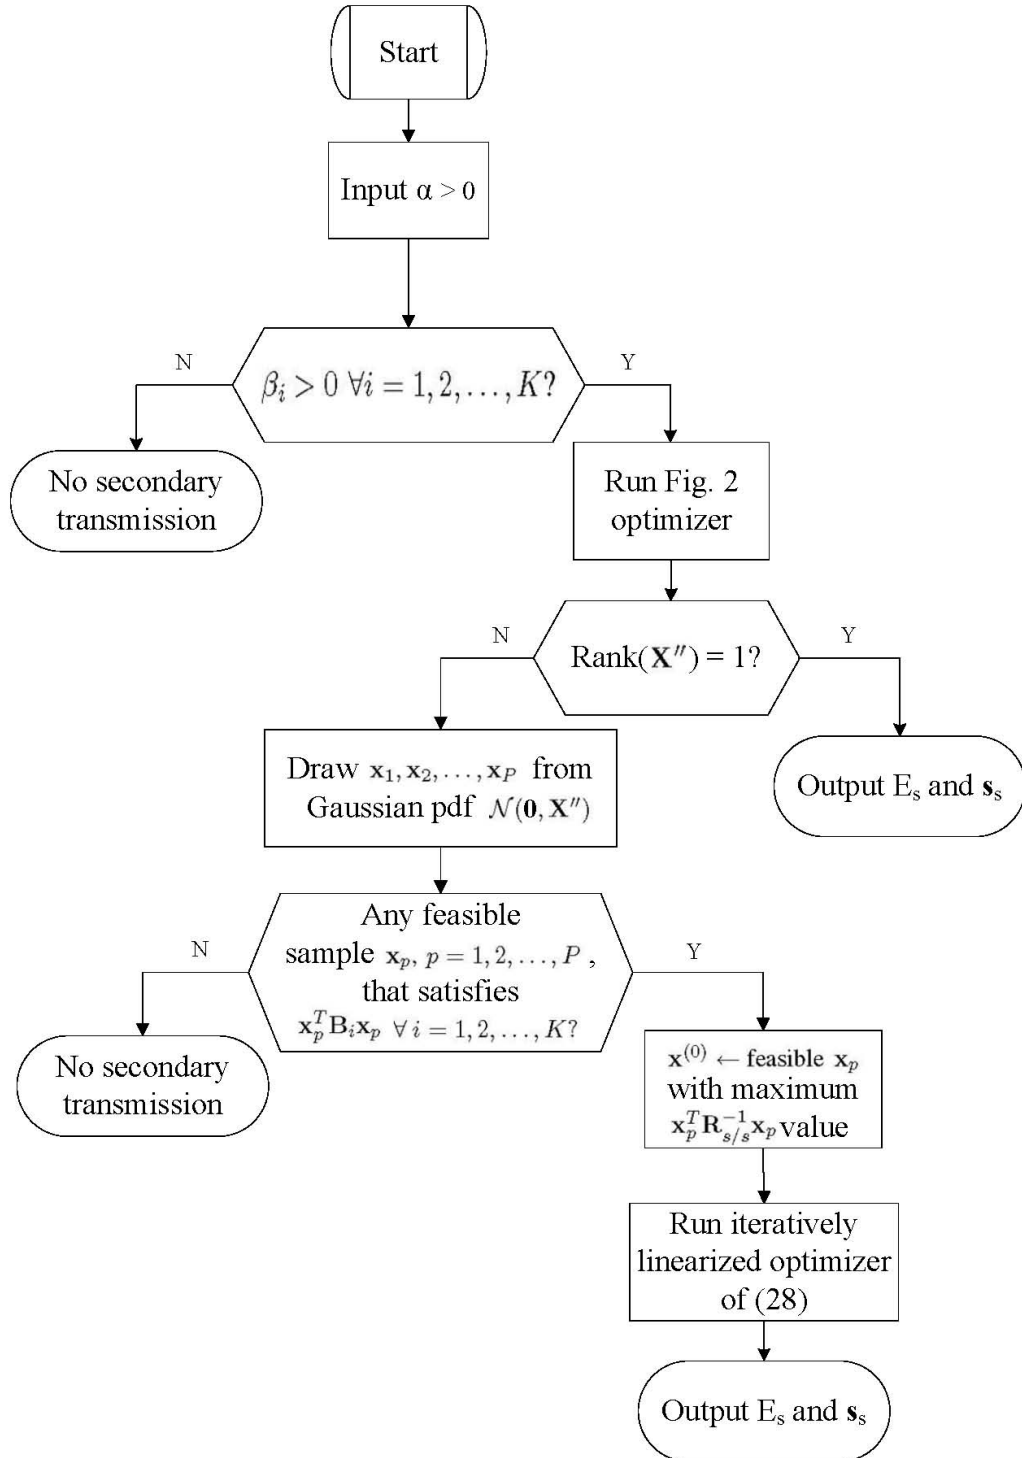 Start
Input α > 0
N
Y
β_i > 0 ∀i = 1, 2, …, K?
No secondary
transmission
Run Fig. 2
optimizer
N
Y
Rank(X″) = 1?
Draw x₁, x₂, …, x_P from
Gaussian pdf 𝒩(0, X″)
Output E_s and s_s
Any feasible
sample x_p, p = 1, 2, …, P ,
that satisfies
x_p^T B_i x_p ∀ i = 1, 2, …, K?
N
Y
No secondary
transmission
x^(0) ← feasible x_p
with maximum
x_p^T R_{s/s}^{-1} x_p value
Run iteratively
linearized optimizer
of (28)
Output E_s and s_s